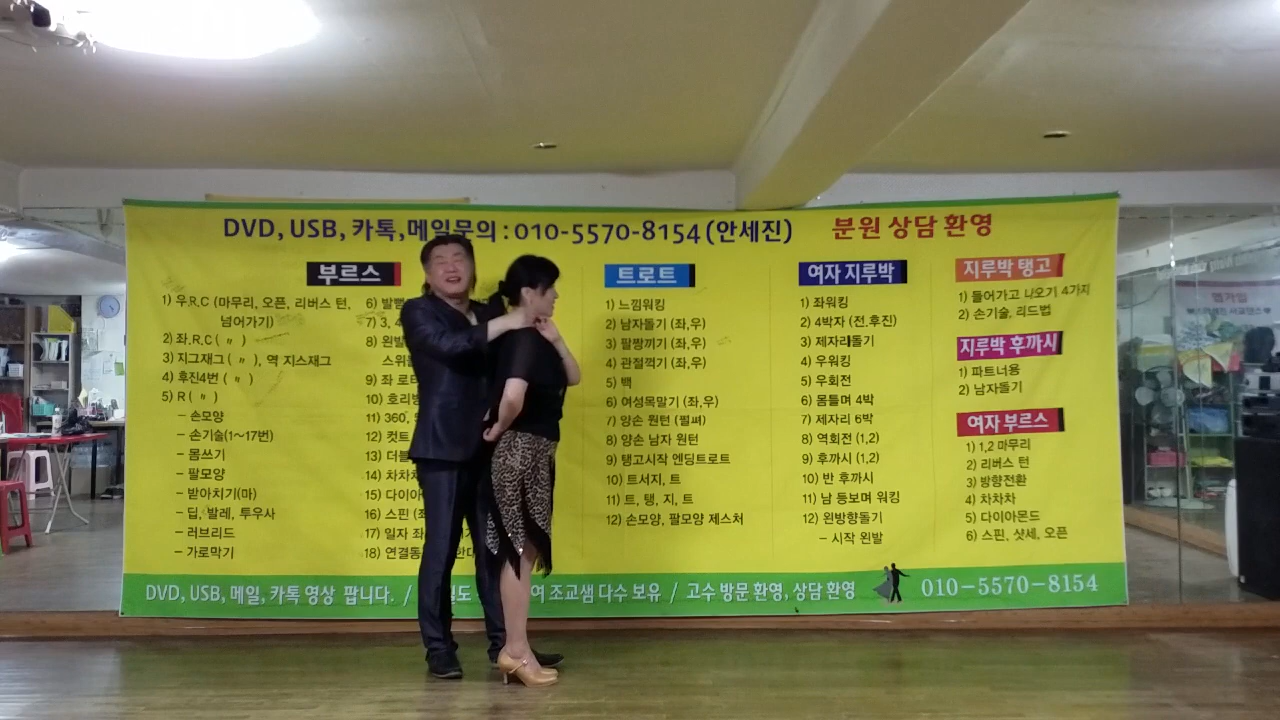 DVD, USB, 카톡,메일문의 : 010-5570-8154 (안세진) 분원 상담 환영
부르스
1) 우.R.C (마무리, 오픈, 리버스 턴,
넘어가기)
2) 좌.R.C ( 〃 )
3) 지그재그 ( 〃 ), 역 지스재그
4) 후진4번 ( 〃 )
5) R ( 〃 )
- 손모양
- 손기술(1~17번)
- 몸쓰기
- 팔모양
- 받아치기(마)
- 딥, 발레, 투우사
- 러브리드
- 가로막기
6) 발뻗
7) 3, 4
8) 왼발
스위
9) 좌 로
10) 호리
11) 360,
12) 컷트
13) 더블
14) 차차
15) 다이아
16) 스핀 (좌
17) 일자 좌
18) 연결동
트로트
1) 느낌워킹
2) 남자돌기 (좌,우)
3) 팔짱끼기 (좌,우)
4) 관절꺽기 (좌,우)
5) 백
6) 여성목말기 (좌,우)
7) 양손 원턴 (펼펴)
8) 양손 남자 원턴
9) 탱고시작 엔딩트로트
10) 트서지, 트
11) 트, 탱, 지, 트
12) 손모양, 팔모양 제스처
여자 지루박
1) 좌워킹
2) 4박자 (전.후진)
3) 제자리돌기
4) 우워킹
5) 우회전
6) 몸틀며 4박
7) 제자리 6박
8) 역회전 (1,2)
9) 후까시 (1,2)
10) 반 후까시
11) 남 등보며 워킹
12) 왼방향돌기
- 시작 왼발
지루박 탱고
1) 들어가고 나오기 4가지
2) 손기술, 리드법
지루박 후까시
1) 파트너용
2) 남자돌기
여자 부르스
1) 1,2 마무리
2) 리버스 턴
3) 방향전환
4) 차차차
5) 다이아몬드
6) 스핀, 샷세, 오픈
DVD, USB, 메일, 카톡 영상 팝니다. / 여 조교샘 다수 보유 / 고수 방문 환영, 상담 환영 010-5570-8154